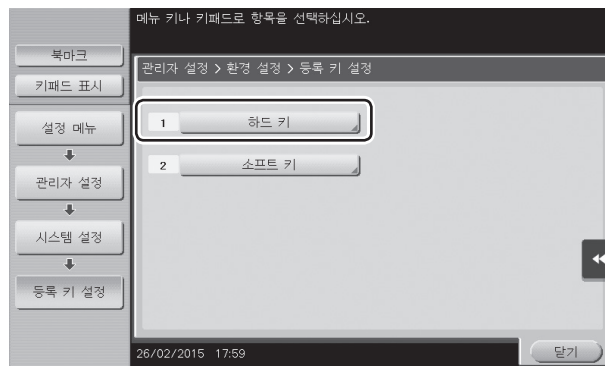 메뉴 키나 키패드로 항목을 선택하십시오.
북마크
키패드 표시
설정 메뉴
관리자 설정
시스템 설정
등록 키 설정
관리자 설정 > 환경 설정 > 등록 키 설정
1 하드 키
2 소프트 키
26/02/2015 17:59
닫기